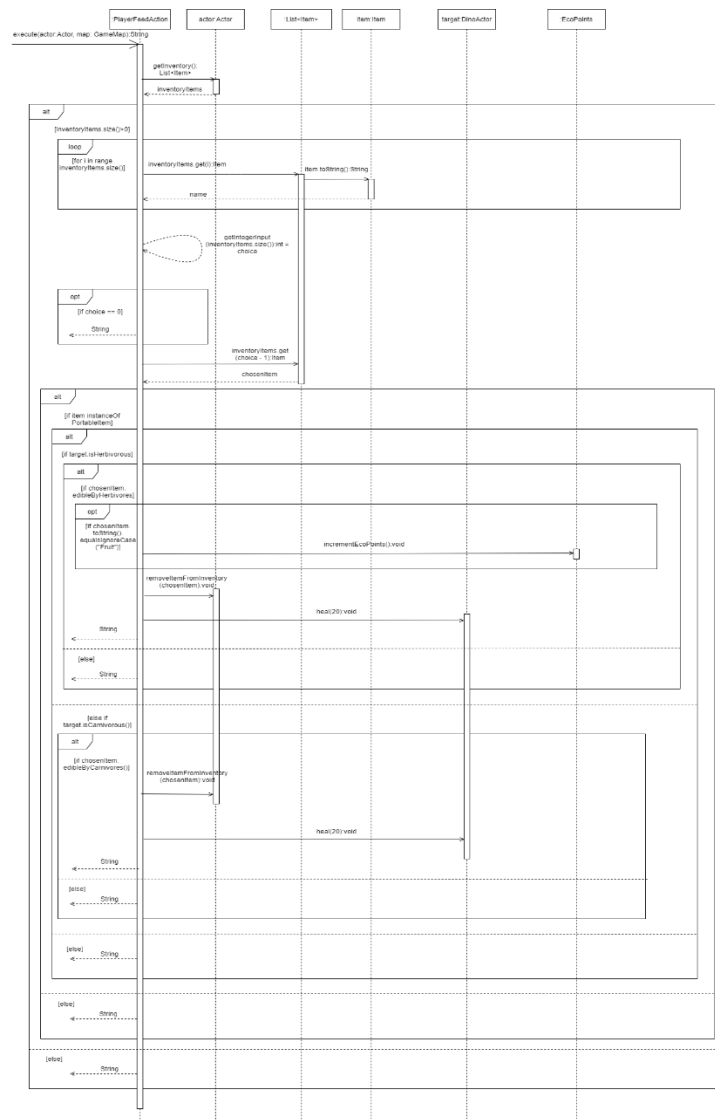 PlayerFeedAction
actor:Actor
:List<Item>
item:Item
target:DinoActor
:EcoPoints
execute(actor:Actor, map: GameMap):String
getInventory():
List<Item>
inventoryItems
alt
[inventoryItems.size()>0]
loop
[for i in range
inventoryItems.size()]
inventoryItems.get(i):Item
item.toString():String
name
getIntegerInput
(inventoryItems.size()):int =
choice
opt
[if choice == 0]
String
inventoryItems.get
(choice - 1):Item
chosenItem
alt
[if item instanceOf
PortableItem]
alt
[if target.isHerbivorous]
alt
[if chosenItem.
edibleByHerbivores]
opt
[if chosenItem.
toString().
equalsIgnoreCase
("Fruit")]
incrementEcoPoints():void
removeItemFromInventory
(chosenItem):void
heal(20):void
String
[else]
String
[else if
target.isCarnivorous()]
alt
[if chosenItem.
edibleByCarnivores()]
removeItemFromInventory
(chosenItem):void
heal(20):void
String
[else]
String
[else]
String
[else]
String
[else]
String